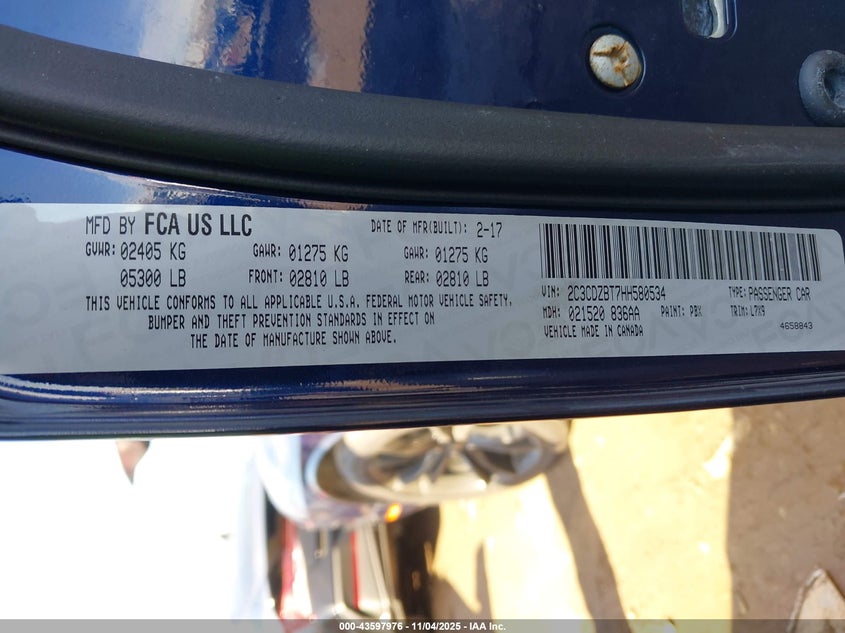 MFD BY FCA US LLC
DATE OF MFR(BUILT): 2-17
GVWR: 02405 KG GAWR: 01275 KG GAWR: 01275 KG
05300 LB FRONT: 02810 LB REAR: 02810 LB
THIS VEHICLE CONFORMS TO ALL APPLICABLE U.S.A. FEDERAL MOTOR VEHICLE SAFETY,
BUMPER AND THEFT PREVENTION STANDARDS IN EFFECT ON
THE DATE OF MANUFACTURE SHOWN ABOVE.
VIN: 2C3CDZBT7HH580534 TYPE: PASSENGER CAR
MDH: 021520 836AA PAINT: PBX TRIM: L7X9
VEHICLE MADE IN CANADA 4658843
000-43597976 - 11/04/2025 - IAA Inc.